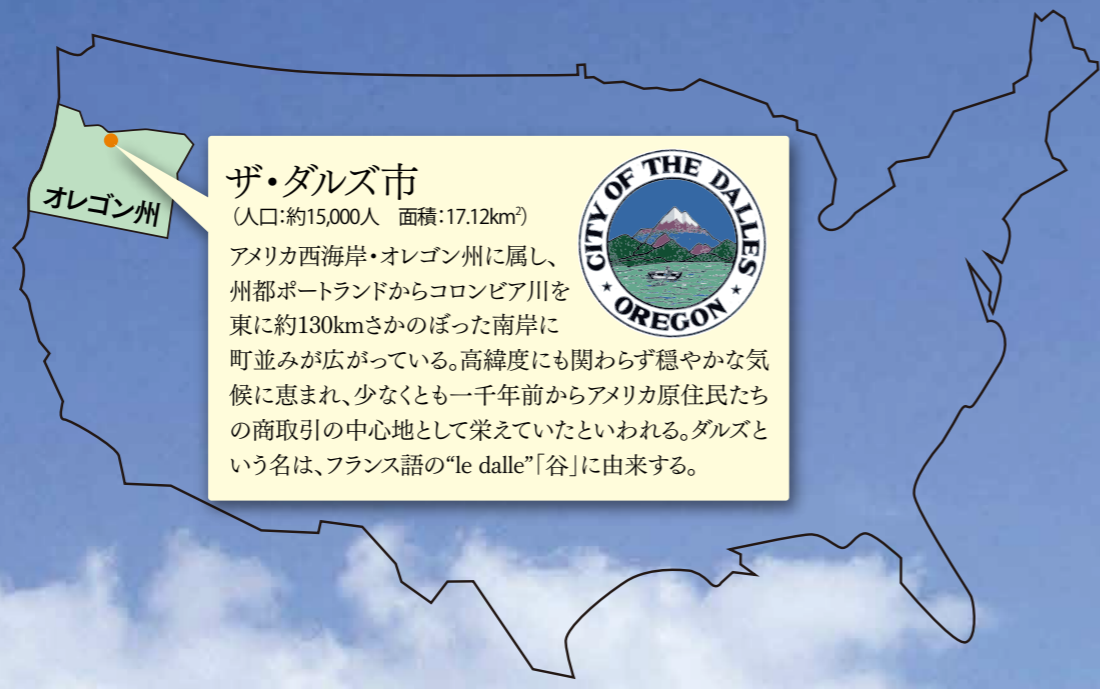 オレゴン州
ザ・ダルズ市
（人口：約15,000人　面積：17.12km²）
アメリカ西海岸・オレゴン州に属し、
州都ポートランドからコロンビア川を
東に約130kmさかのぼった南岸に
町並みが広がっている。高緯度にも関わらず穏やかな気
候に恵まれ、少なくとも一千年前からアメリカ原住民たち
の商取引の中心地として栄えていたといわれる。ダルズと
いう名は、フランス語の“le dalle”「谷」に由来する。
CITY OF THE DALLES
OREGON